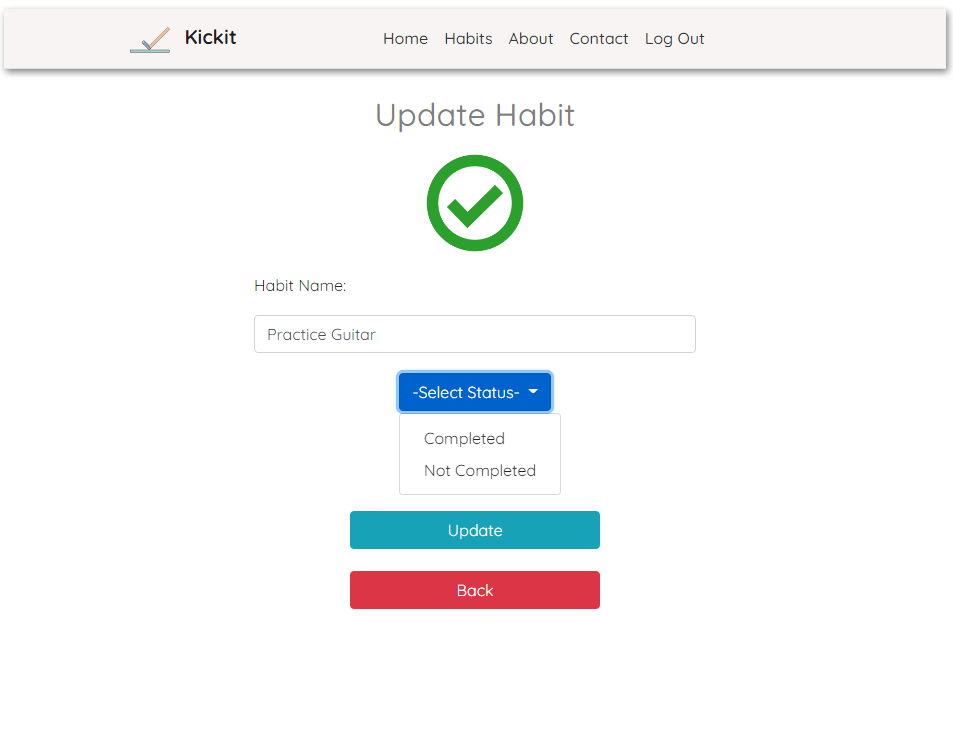 Kickit Home Habits About Contact Log Out
Update Habit
Habit Name:
Practice Guitar
-Select Status-
Completed
Not Completed
Update
Back